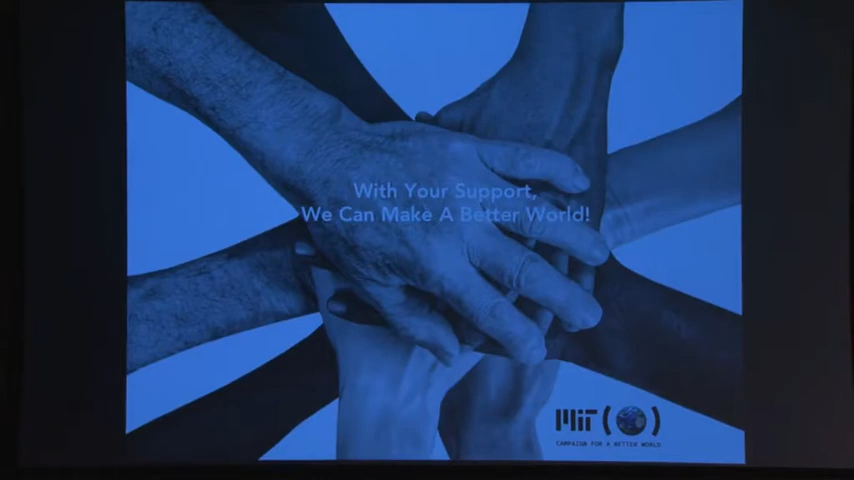 With Your Support,
We Can Make A Better World!
MIT ( )
CAMPAIGN FOR A BETTER WORLD